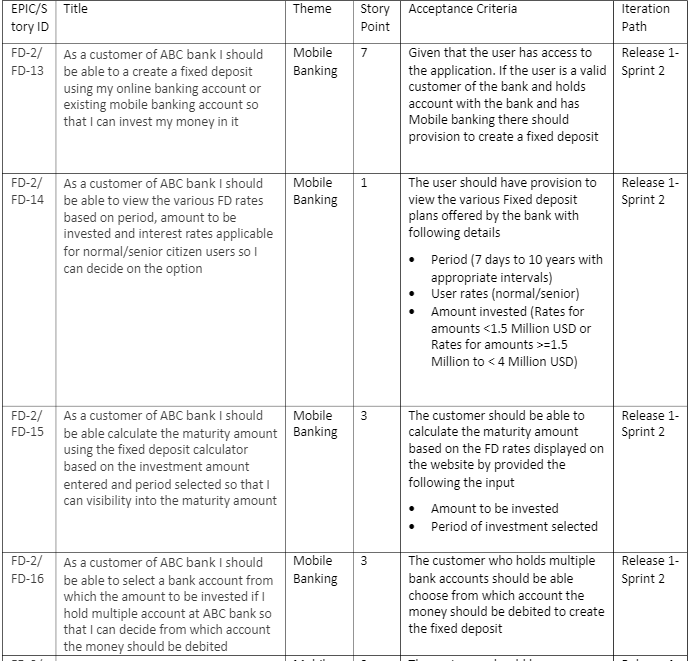 EPIC/S Title Theme Story Acceptance Criteria Iteration
tory ID Point Path
FD-2/ As a customer of ABC bank I should Mobile 7 Given that the user has access to Release 1-
FD-13 be able to a create a fixed deposit Banking the application. If the user is a valid Sprint 2
using my online banking account or customer of the bank and holds
existing mobile banking account so account with the bank and has
that I can invest my money in it Mobile banking there should
provision to create a fixed deposit
FD-2/ As a customer of ABC bank I should Mobile 1 The user should have provision to Release 1-
FD-14 be able to view the various FD rates Banking view the various Fixed deposit Sprint 2
based on period, amount to be plans offered by the bank with
invested and interest rates applicable following details
for normal/senior citizen users so I
can decide on the option
• Period (7 days to 10 years with
appropriate intervals)
• User rates (normal/senior)
• Amount invested (Rates for
amounts <1.5 Million USD or
Rates for amounts >=1.5
Million to < 4 Million USD)
FD-2/ As a customer of ABC bank I should Mobile 3 The customer should be able to Release 1-
FD-15 be able calculate the maturity amount Banking calculate the maturity amount Sprint 2
using the fixed deposit calculator based on the FD rates displayed on
based on the investment amount the website by provided the
entered and period selected so that I following the input
can visibility into the maturity amount
• Amount to be invested
• Period of investment selected
FD-2/ As a customer of ABC bank I should Mobile 3 The customer who holds multiple Release 1-
FD-16 be able to select a bank account from Banking bank accounts should be able Sprint 2
which the amount to be invested if I choose from which account the
hold multiple account at ABC bank so money should be debited to create
that I can decide from which account the fixed deposit
the money should be debited